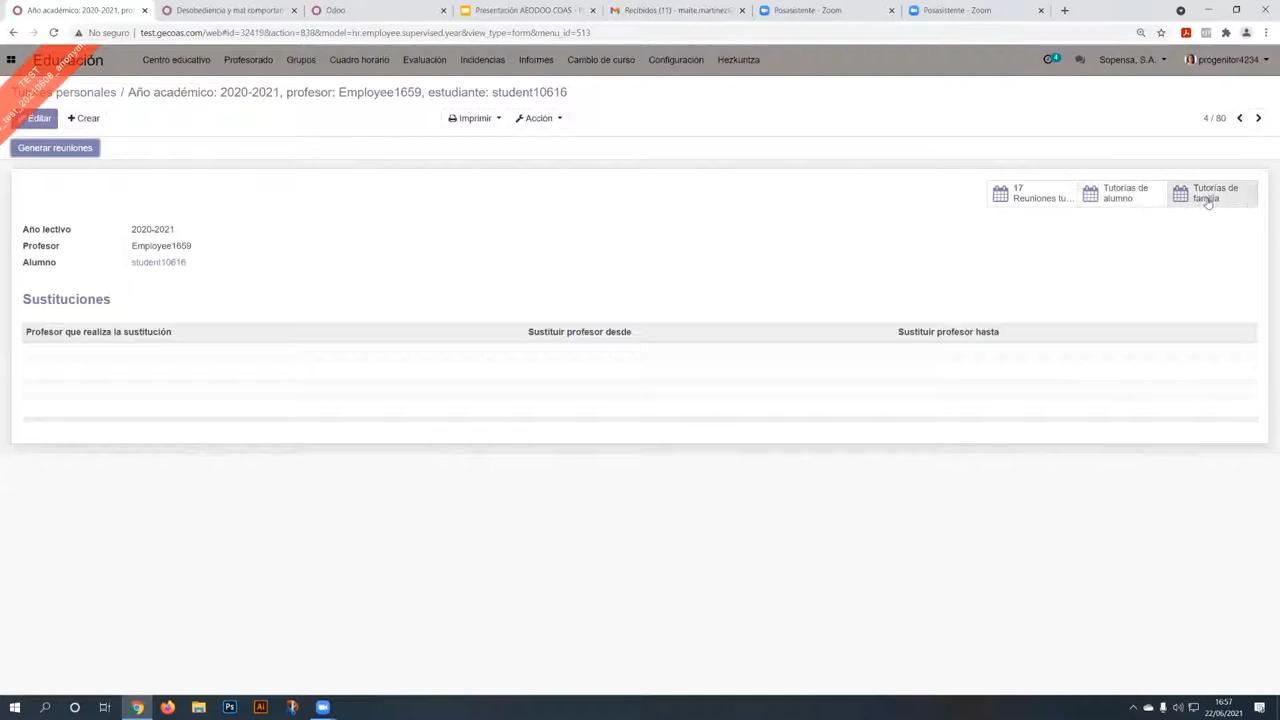 Año académico: 2020-2021, pro
Desobediencia y mal comportan
Odoo
Presentación AEODOO COAS - P
Recibidos (11) - maite.martinezl
Posasistente - Zoom
Posasistente - Zoom
No seguro
test.gecoas.com/web#id=32419&action=838&model=hr.employee.supervised.year&view_type=form&menu_id=513
Educación
Centro educativo
Profesorado
Grupos
Cuadro horario
Evaluación
Incidencias
Informes
Cambio de curso
Configuración
Hezkuntza
4
Sopensa, S.A.
progenitor4234
personales / Año académico: 2020-2021, profesor: Employee1659, estudiante: student10616
Editar
Crear
Imprimir
Acción
4 / 80
Generar reuniones
17
Reuniones tu...
Tutorías de
alumno
Tutorías de
familia
Año lectivo
2020-2021
Profesor
Employee1659
Alumno
student10616
Sustituciones
Profesor que realiza la sustitución
Sustituir profesor desde
Sustituir profesor hasta
16:57
22/06/2021